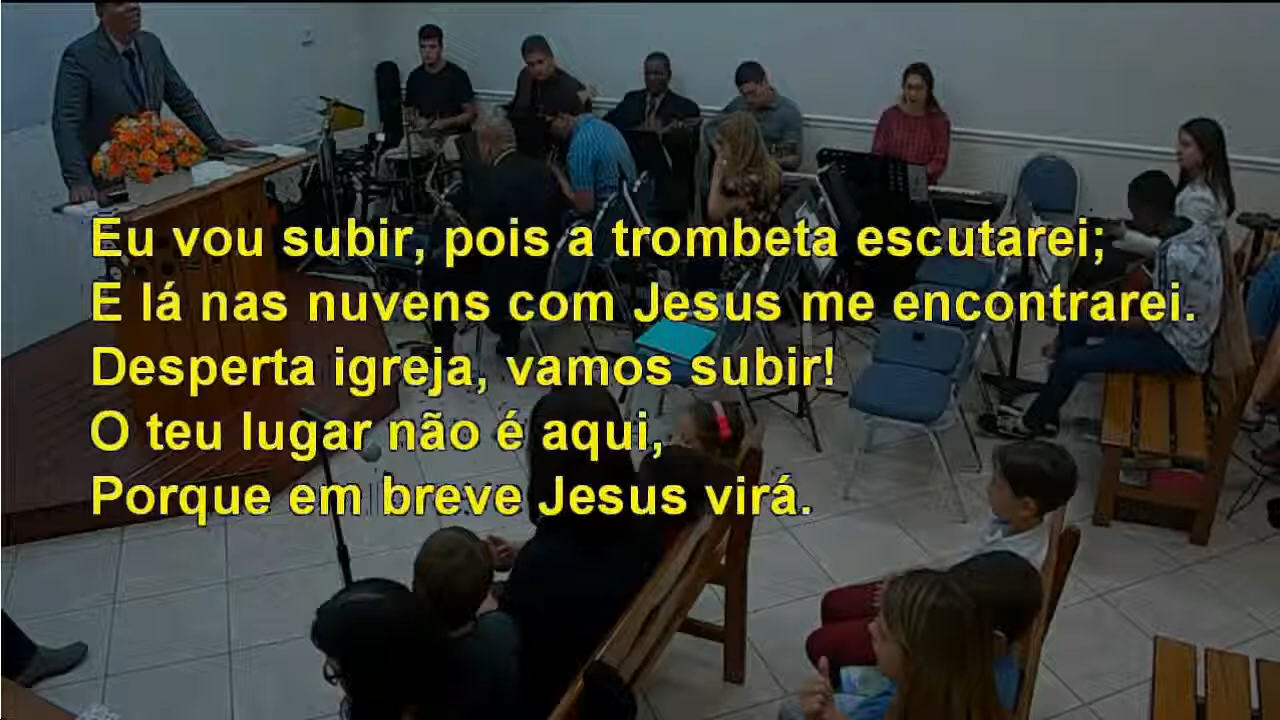 Eu vou subir, pois a trombeta escutarei;
E lá nas nuvens com Jesus me encontrarei.
Desperta igreja, vamos subir!
O teu lugar não é aqui,
Porque em breve Jesus virá.